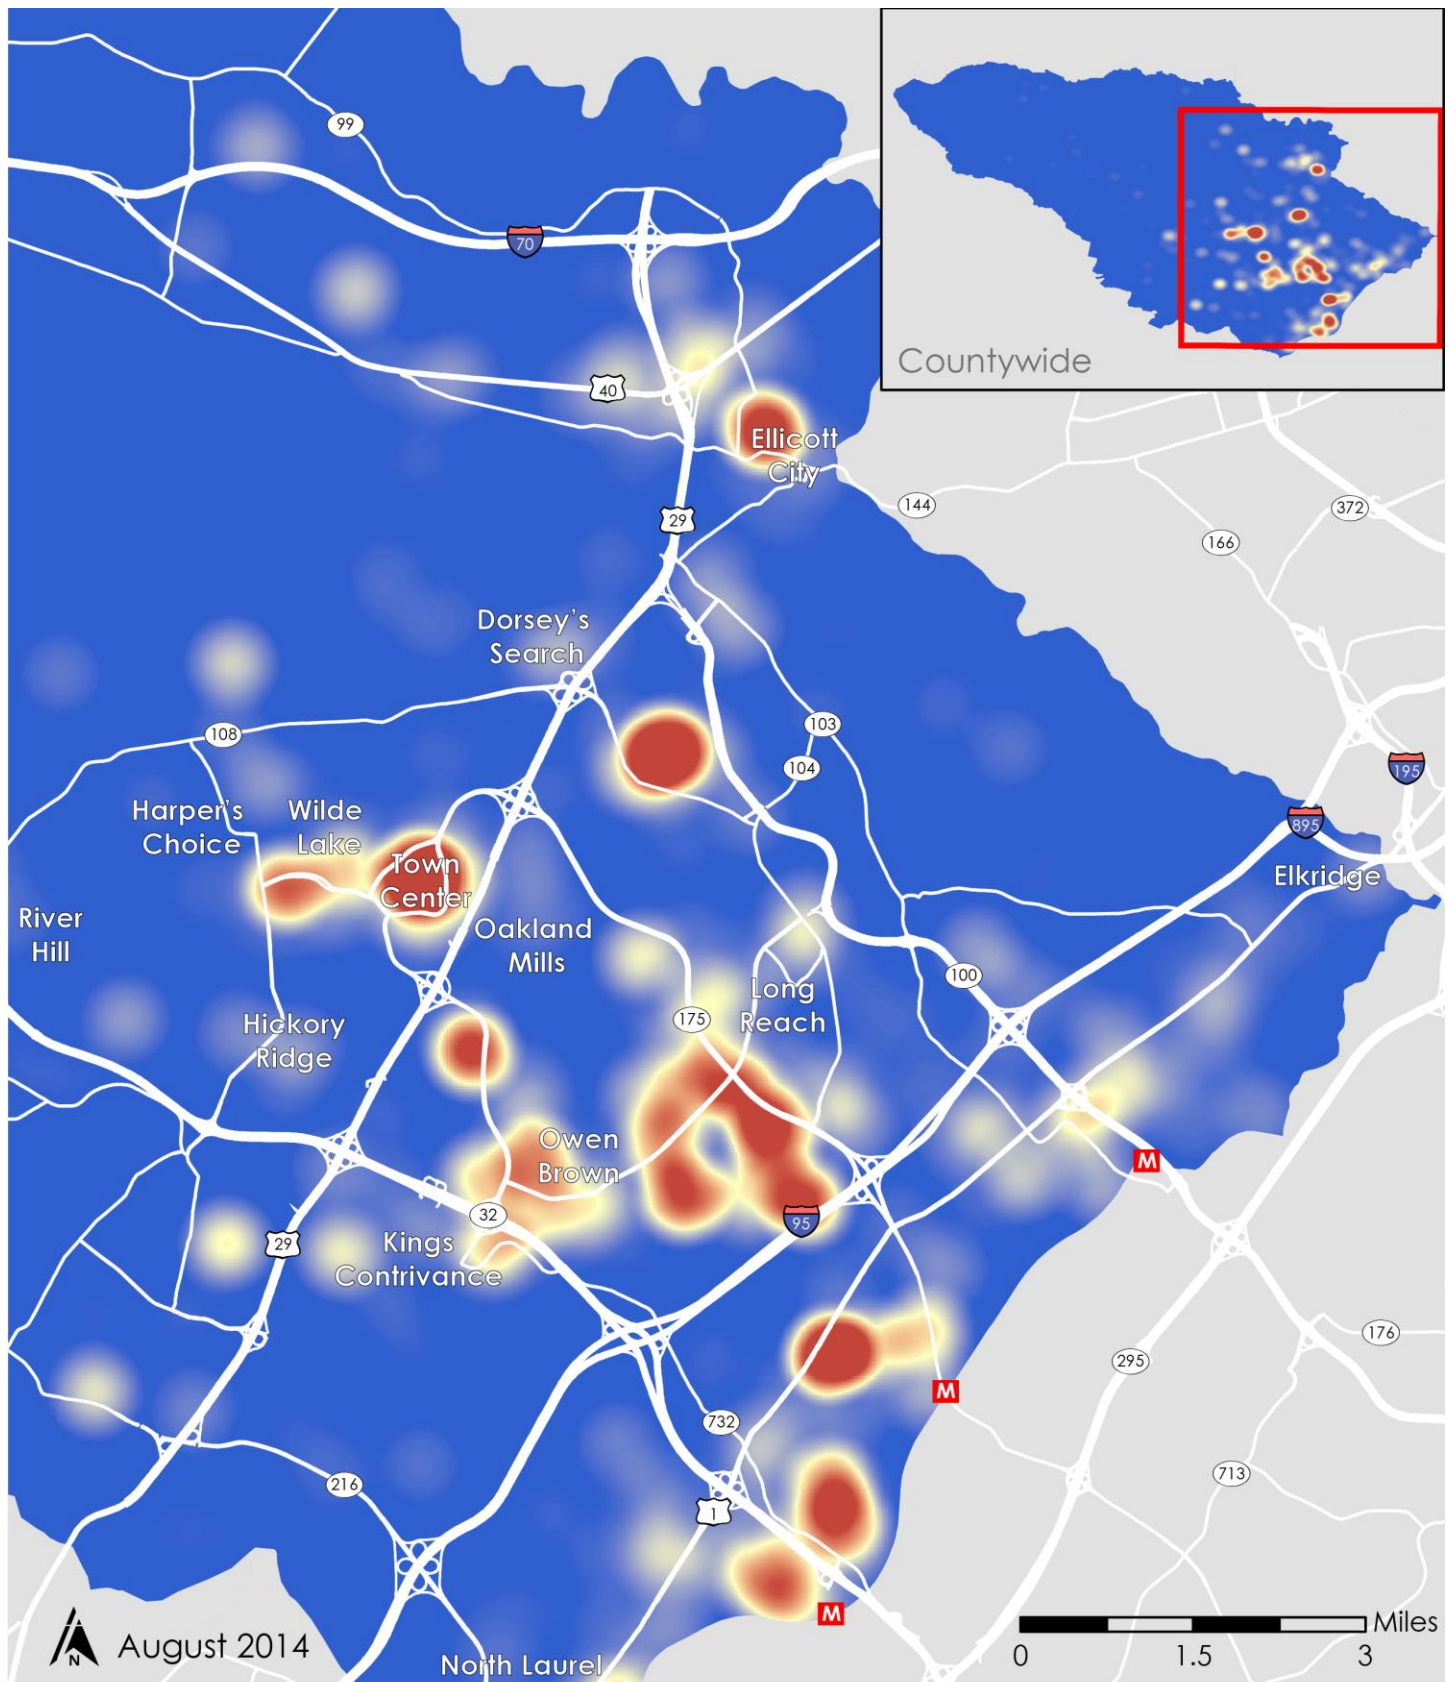 99
70
Countywide
40
Ellicott
City
144
372
29
166
Dorsey's
Search
108
103
104
195
Harper's
Choice
Wilde
Lake
895
Town
Center
Elkridge
River
Hill
Oakland
Mills
100
Long
Reach
175
Hickory
Ridge
Owen
Brown
M
32
95
29
Kings
Contrivance
176
295
M
732
713
216
1
M
August 2014
N
Miles
0
1.5
3
North Laurel